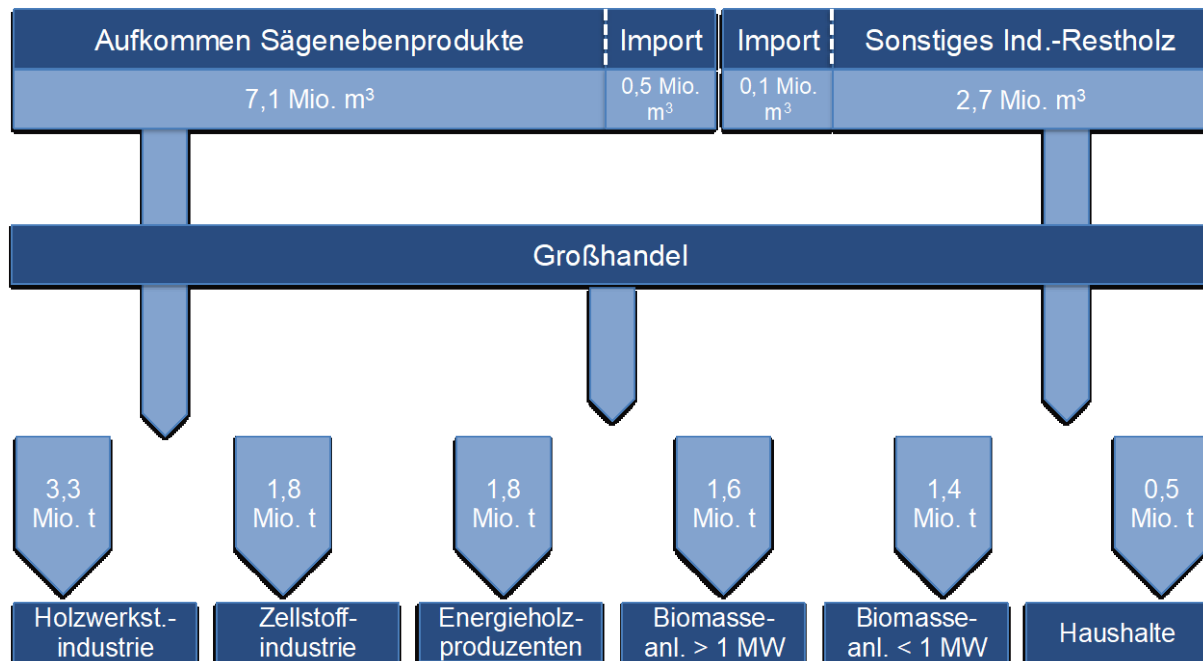 Aufkommen Sägenebenprodukte
Import
Import
Sonstiges Ind.-Restholz
7,1 Mio. m³
0,5 Mio.
m³
0,1 Mio.
m³
2,7 Mio. m³
Großhandel
3,3
Mio. t
1,8
Mio. t
1,8
Mio. t
1,6
Mio. t
1,4
Mio. t
0,5
Mio. t
Holzwerkst.-
industrie
Zellstoff-
industrie
Energieholz-
produzenten
Biomasse-
anl. > 1 MW
Biomasse-
anl. < 1 MW
Haushalte